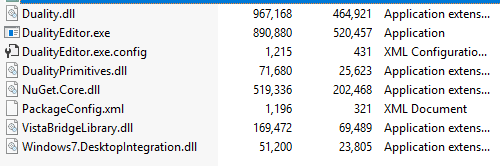 Duality.dll 967,168 464,921 Application extens...
DualityEditor.exe 890,880 520,457 Application
DualityEditor.exe.config 1,215 431 XML Configuratio...
DualityPrimitives.dll 71,680 25,623 Application extens...
NuGet.Core.dll 519,336 202,468 Application extens...
PackageConfig.xml 1,196 321 XML Document
VistaBridgeLibrary.dll 169,472 69,489 Application extens...
Windows7.DesktopIntegration.dll 51,200 23,805 Application extens...